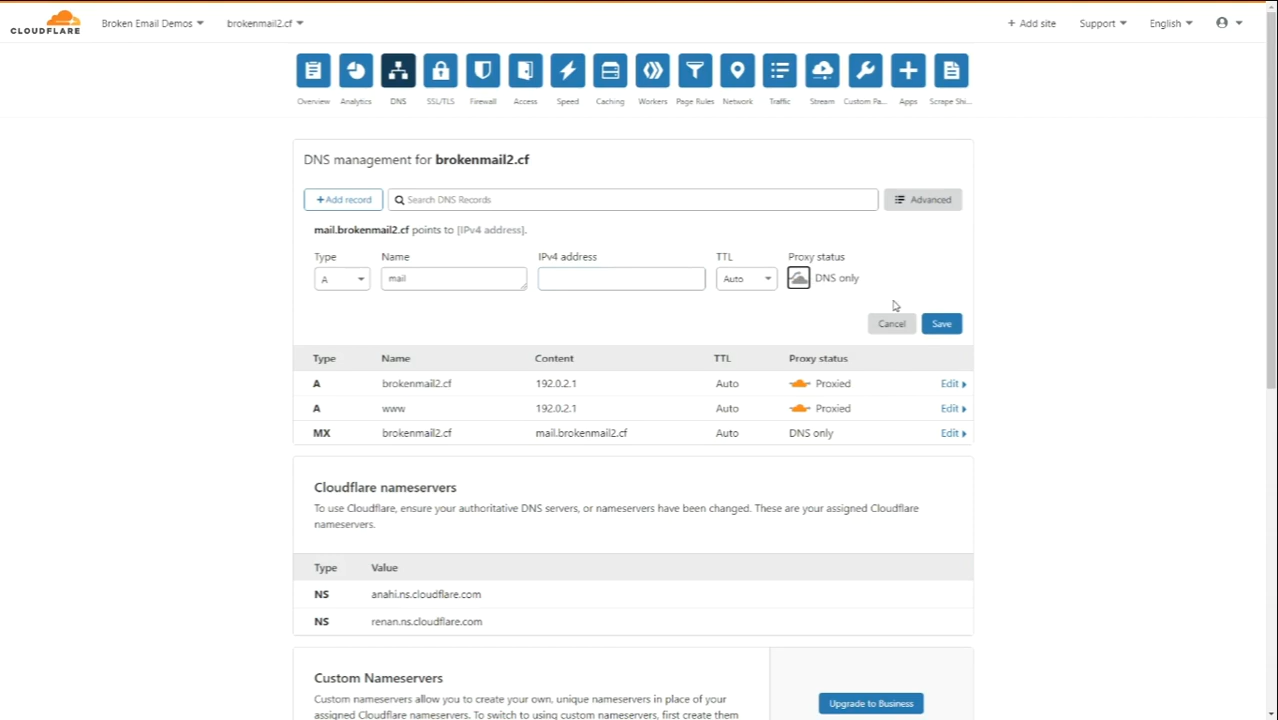 CLOUDFLARE
Broken Email Demos
brokenmail2.cf
+ Add site
Support
English
Overview
Analytics
DNS
SSL/TLS
Firewall
Access
Speed
Caching
Workers
Page Rules
Network
Traffic
Stream
Custom Pa...
Apps
Scrape Shi...
DNS management for brokenmail2.cf
+Add record
Search DNS Records
Advanced
mail.brokenmail2.cf points to [IPv4 address].
Type Name IPv4 address TTL Proxy status
A mail Auto DNS only
Cancel Save
Type Name Content TTL Proxy status
A brokenmail2.cf 192.0.2.1 Auto Proxied Edit
A www 192.0.2.1 Auto Proxied Edit
MX brokenmail2.cf mail.brokenmail2.cf Auto DNS only Edit
Cloudflare nameservers
To use Cloudflare, ensure your authoritative DNS servers, or nameservers have been changed. These are your assigned Cloudflare
nameservers.
Type Value
NS anahi.ns.cloudflare.com
NS renan.ns.cloudflare.com
Custom Nameservers
Custom nameservers allow you to create your own, unique nameservers in place of your
assigned Cloudflare nameservers. To switch to using custom nameservers, first create them
Upgrade to Business